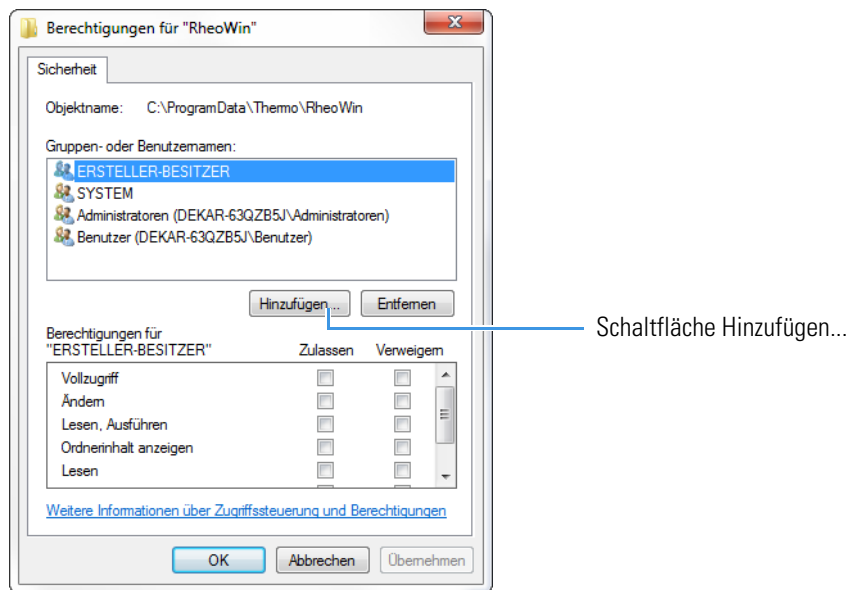 Berechtigungen für "RheoWin"
Sicherheit
Objektname: C:\ProgramData\Thermo\RheoWin
Gruppen- oder Benutzernamen:
ERSTELLER-BESITZER
SYSTEM
Administratoren (DEKAR-63QZB5J\Administratoren)
Benutzer (DEKAR-63QZB5J\Benutzer)
Hinzufügen... Entfernen
Schaltfläche Hinzufügen...
Berechtigungen für
"ERSTELLER-BESITZER" Zulassen Verweigern
Vollzugriff
Ändern
Lesen, Ausführen
Ordnerinhalt anzeigen
Lesen
Weitere Informationen über Zugriffssteuerung und Berechtigungen
OK Abbrechen Übernehmen